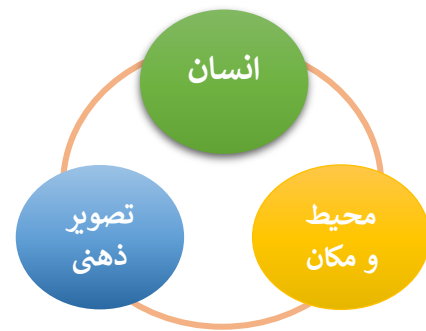 انسان
محیط
و مکان
تصویر
ذهنی